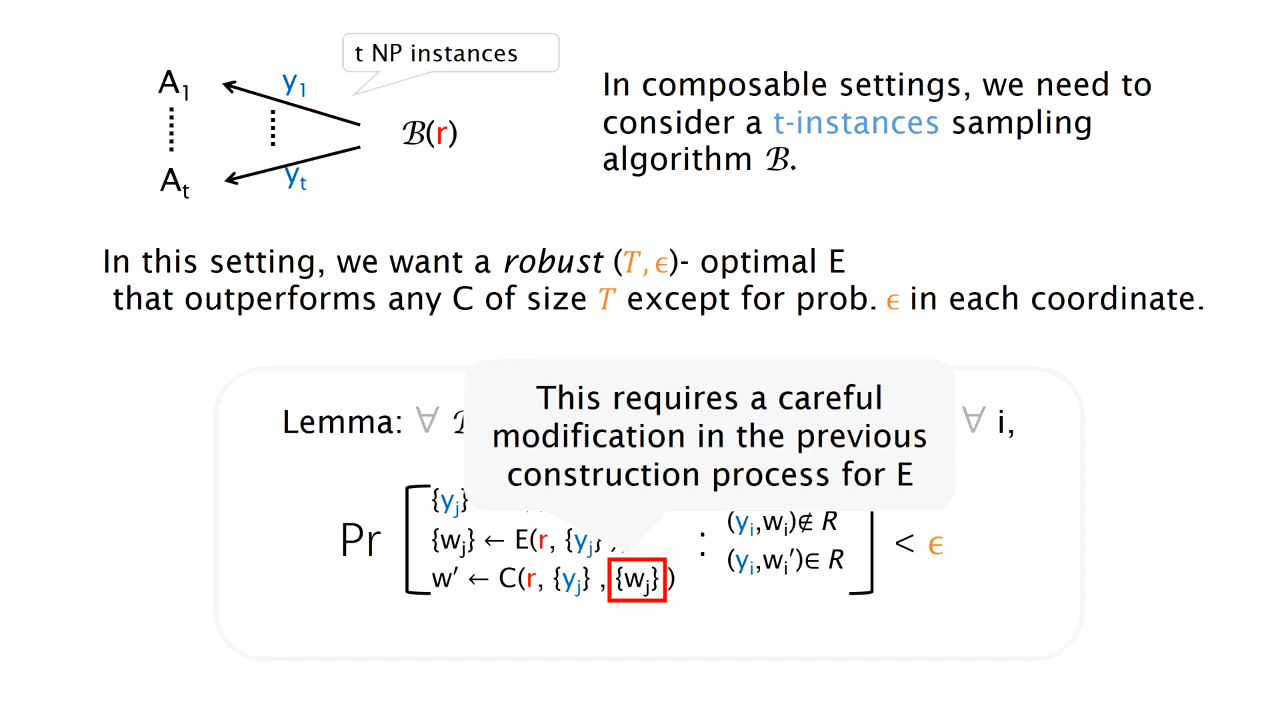 t NP instances
A1
y1
ℬ(r)
yt
At
In composable settings, we need to
consider a t-instances sampling
algorithm ℬ.
In this setting, we want a robust (T, ϵ)- optimal E
that outperforms any C of size T except for prob. ϵ in each coordinate.
This requires a careful
modification in the previous
construction process for E
Lemma: ∀ ∀ i,
Pr
{yj}
{wj} ← E(r, {yj}
w′ ← C(r, {yj} , {wj} )
:
(yi,wi)∉ R
(yi,wi′)∈ R
< ϵ